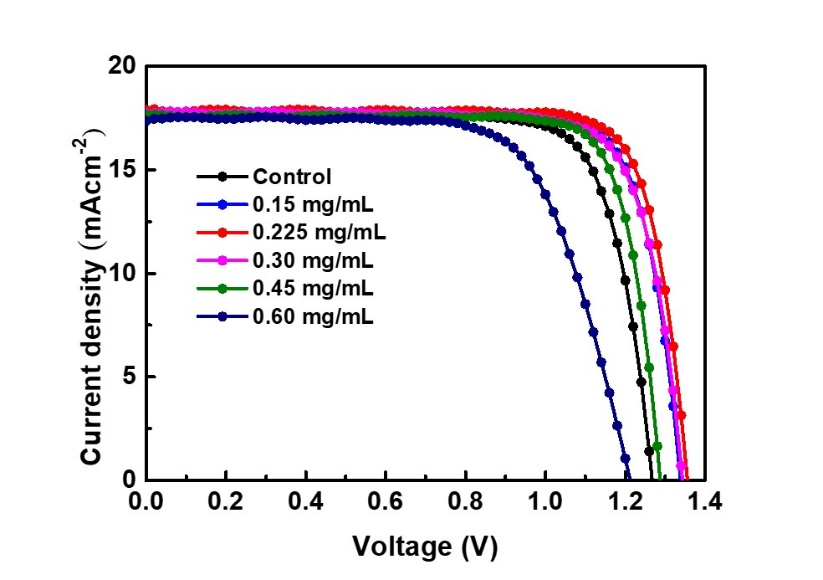 20
15
10
5
0
Current density (mAcm-2)
Control
0.15 mg/mL
0.225 mg/mL
0.30 mg/mL
0.45 mg/mL
0.60 mg/mL
0.0 0.2 0.4 0.6 0.8 1.0 1.2 1.4
Voltage (V)